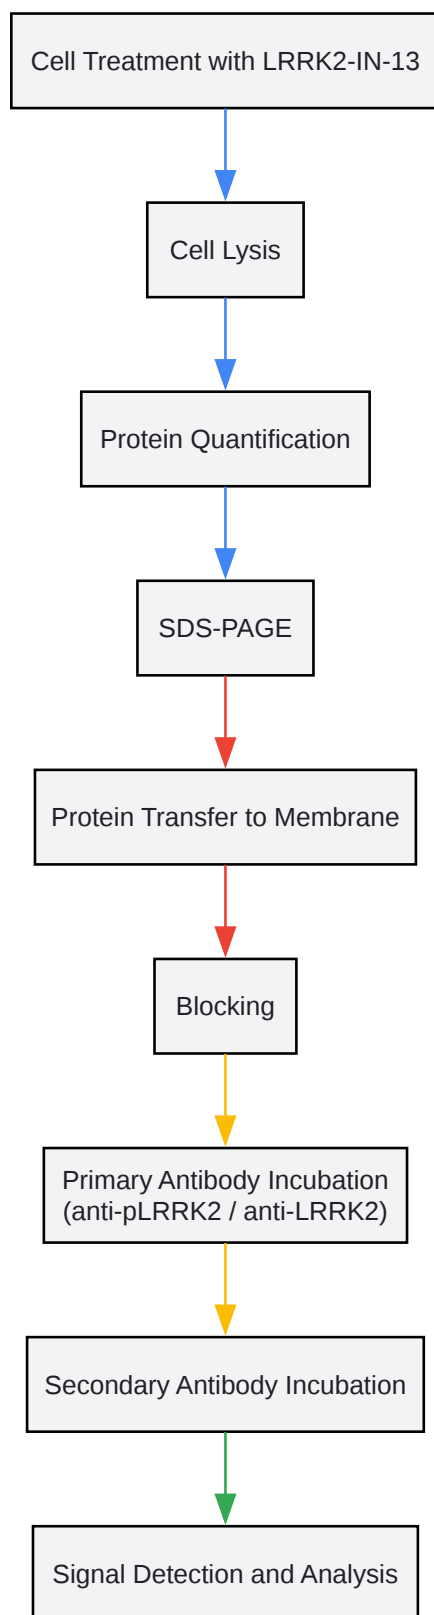 Cell Treatment with LRRK2-IN-13
Cell Lysis
Protein Quantification
SDS-PAGE
Protein Transfer to Membrane
Blocking
Primary Antibody Incubation
(anti-pLRRK2 / anti-LRRK2)
Secondary Antibody Incubation
Signal Detection and Analysis